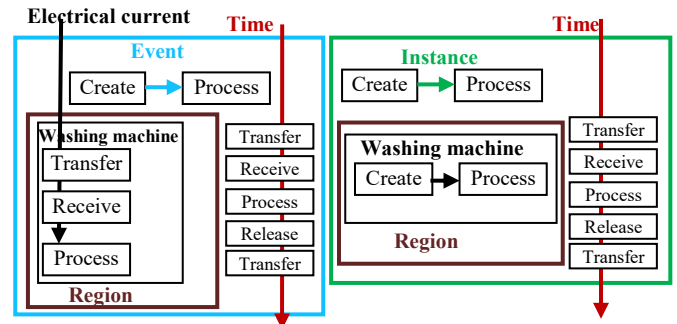 Electrical current
Time
Event
Create
Process
Washing machine
Transfer
Receive
Process
Region
Transfer
Receive
Process
Release
Transfer
Time
Instance
Create
Process
Washing machine
Create
Process
Region
Transfer
Receive
Process
Release
Transfer